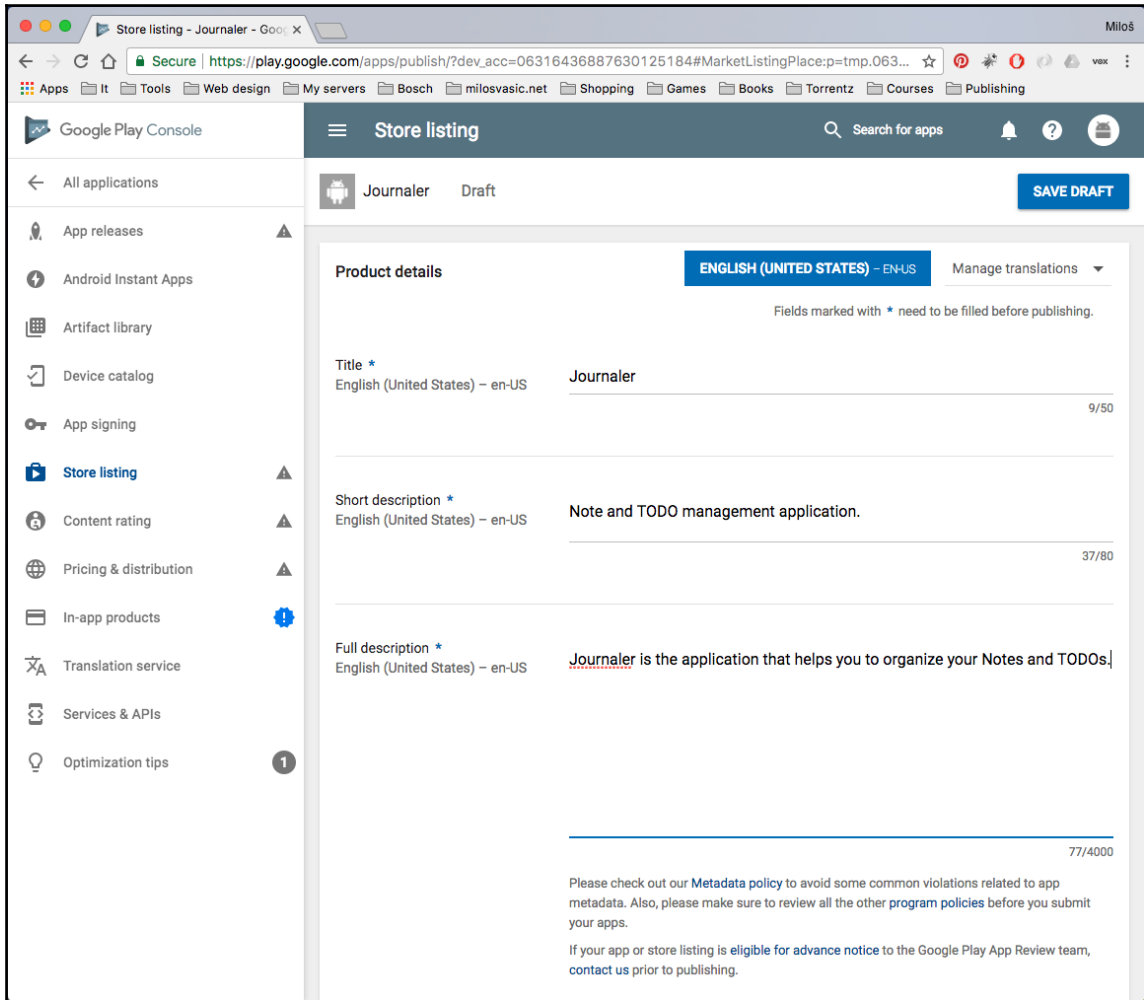 Store listing - Journaler - Goog
Miloš
Secure https://play.google.com/apps/publish/?dev_acc=06316436887630125184#MarketListingPlace:p=tmp.063...
vox
Apps It Tools Web design My servers Bosch milosvasic.net Shopping Games Books Torrentz Courses Publishing
Google Play Console
Store listing
Search for apps
All applications
Journaler Draft
SAVE DRAFT
App releases
Android Instant Apps
Artifact library
Device catalog
App signing
Store listing
Content rating
Pricing & distribution
In-app products
Translation service
Services & APIs
Optimization tips 1
Product details
ENGLISH (UNITED STATES) – EN-US
Manage translations
Fields marked with * need to be filled before publishing.
Title *
English (United States) – en-US
Journaler
9/50
Short description *
English (United States) – en-US
Note and TODO management application.
37/80
Full description *
English (United States) – en-US
Journaler is the application that helps you to organize your Notes and TODOs.
77/4000
Please check out our Metadata policy to avoid some common violations related to app
metadata. Also, please make sure to review all the other program policies before you submit
your apps.
If your app or store listing is eligible for advance notice to the Google Play App Review team,
contact us prior to publishing.